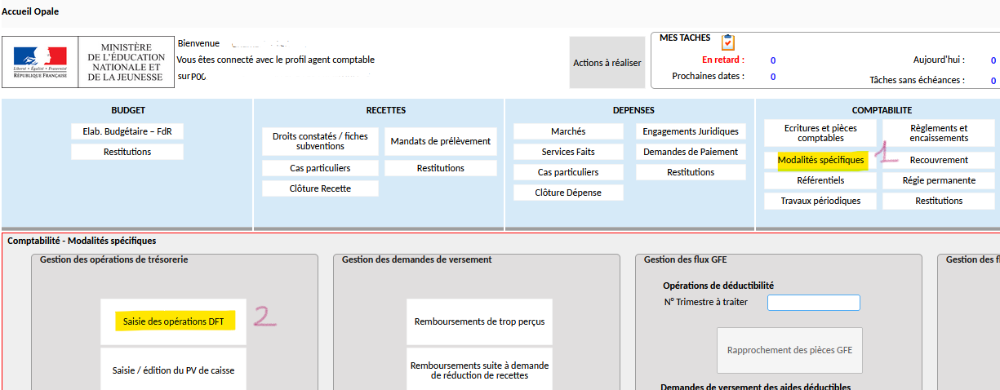 Accueil Opale
MINISTÈRE
DE L'ÉDUCATION
NATIONALE ET
DE LA JEUNESSE
Liberté • Égalité • Fraternité
RÉPUBLIQUE FRANÇAISE
Bienvenue
Vous êtes connecté avec le profil agent comptable
sur P00
Actions à réaliser
MES TACHES
En retard : 0
Aujourd'hui : 0
Prochaines dates : 0
Tâches sans échéances : 0
BUDGET
Elab. Budgétaire – FdR
Restitutions
RECETTES
Droits constatés / fiches
subventions
Mandats de prélèvement
Cas particuliers
Restitutions
Clôture Recette
DEPENSES
Marchés
Engagements Juridiques
Services Faits
Demandes de Paiement
Cas particuliers
Restitutions
Clôture Dépense
COMPTABILITE
Ecritures et pièces
comptables
Règlements et
encaissements
Modalités spécifiques
1
Recouvrement
Référentiels
Régie permanente
Travaux périodiques
Restitutions
Comptabilité - Modalités spécifiques
Gestion des opérations de trésorerie
Saisie des opérations DFT
2
Saisie / édition du PV de caisse
Gestion des demandes de versement
Remboursements de trop perçus
Remboursements suite à demande
de réduction de recettes
Gestion des flux GFE
Opérations de déductibilité
N° Trimestre à traiter
Rapprochement des pièces GFE
Demandes de versement des aides déductibles
Gestion des